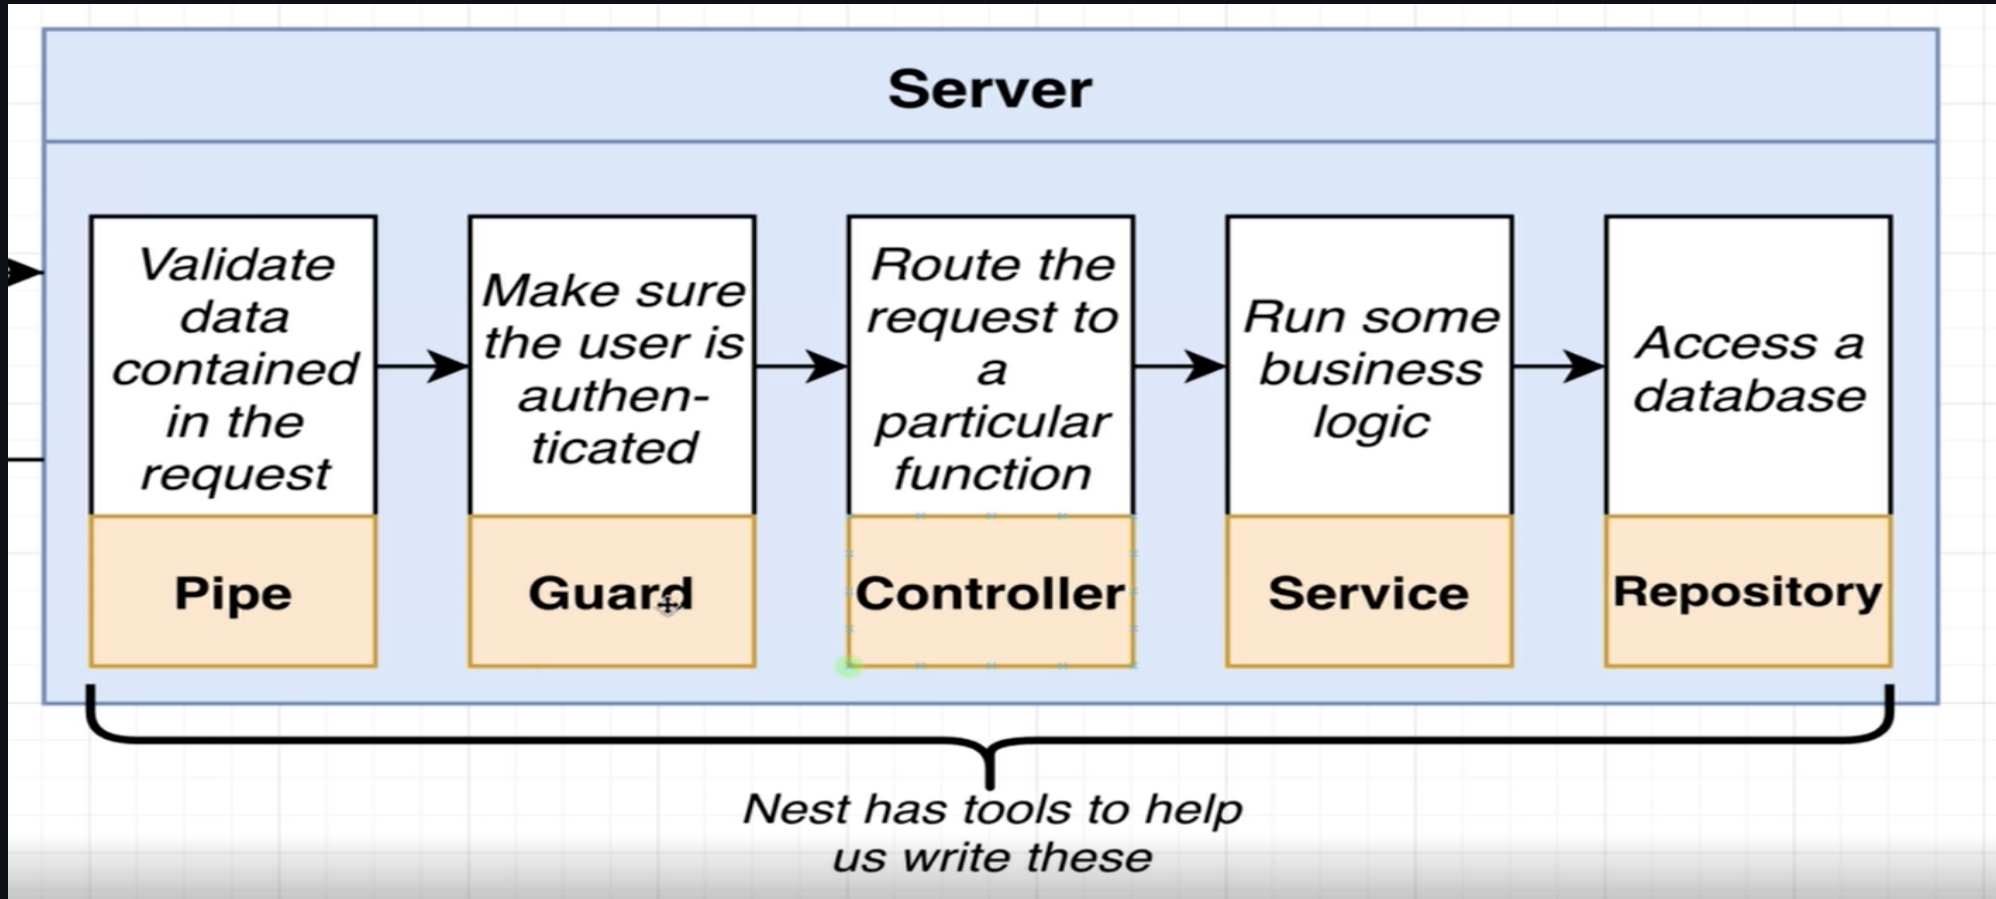 Server
Validate
data
contained
in the
request
Make sure
the user is
authen-
ticated
Route the
request to
a
particular
function
Run some
business
logic
Access a
database
Pipe
Guard
Controller
Service
Repository
Nest has tools to help
us write these